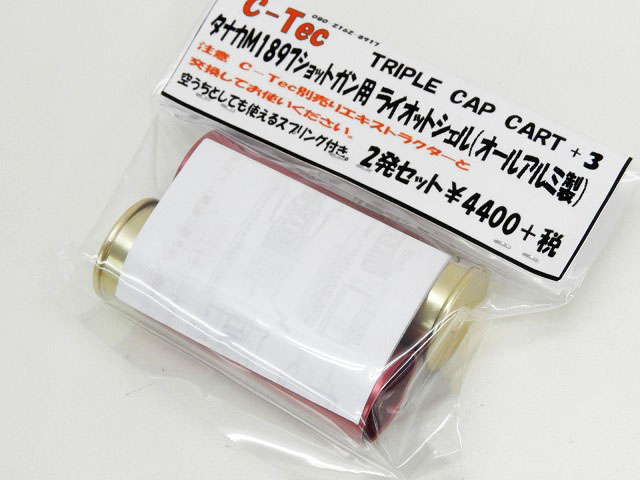 C-Tec
080 2162 8917
TRIPLE CAP CART +3
タナカM1897ショットガン用 ライオットシェル(オールアルミ製)
注意 C-Tec別売りエキストラクターと
交換してお使いください。
空うちとしても使えるスプリング付き。
2発セット¥4400+税